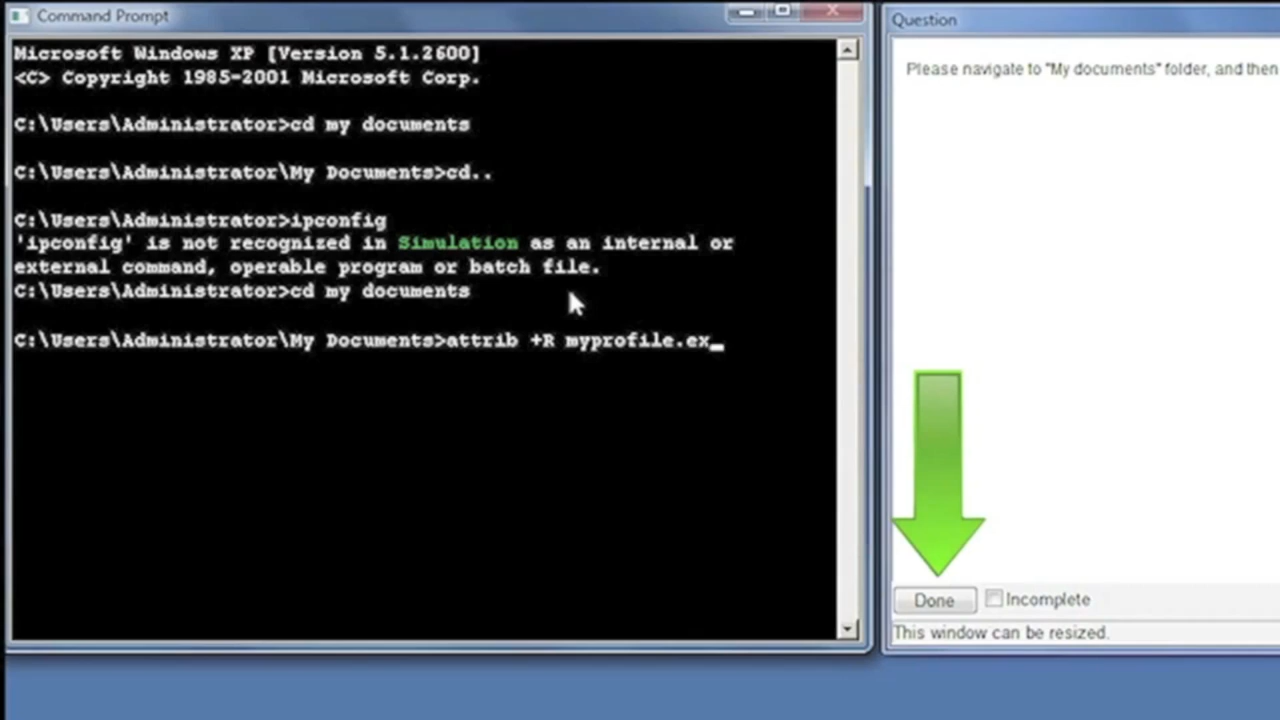 Command Prompt
Microsoft Windows XP [Version 5.1.2600]
<C> Copyright 1985-2001 Microsoft Corp.
C:\Users\Administrator>cd my documents
C:\Users\Administrator\My Documents>cd..
C:\Users\Administrator>ipconfig
'ipconfig' is not recognized in Simulation as an internal or
external command, operable program or batch file.
C:\Users\Administrator>cd my documents
C:\Users\Administrator\My Documents>attrib +R myprofile.ex_
Question
Please navigate to "My documents" folder, and then
Done
Incomplete
This window can be resized.